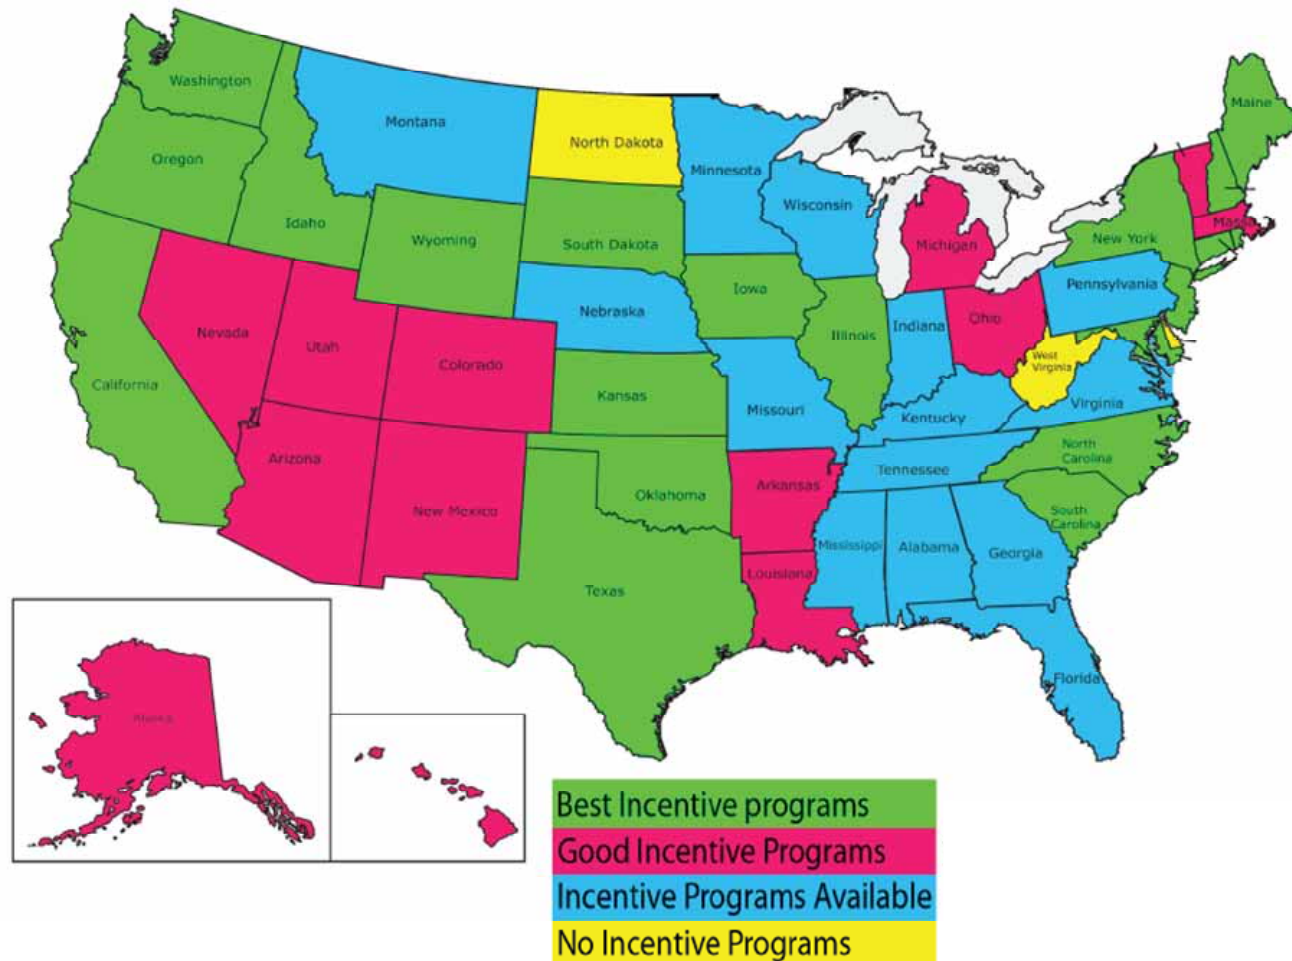 Washington
Montana
North Dakota
Minnesota
Maine
Oregon
Idaho
Wyoming
South Dakota
Wisconsin
Michigan
New York
Mass
Nevada
Utah
Colorado
Nebraska
Iowa
Illinois
Indiana
Ohio
Pennsylvania
California
Kansas
Missouri
West
Virginia
Kentucky
Virginia
Arizona
New Mexico
Oklahoma
Arkansas
Tennessee
North
Carolina
South
Carolina
Texas
Louisiana
Mississippi
Alabama
Georgia
Florida
Alaska
Best Incentive programs
Good Incentive Programs
Incentive Programs Available
No Incentive Programs